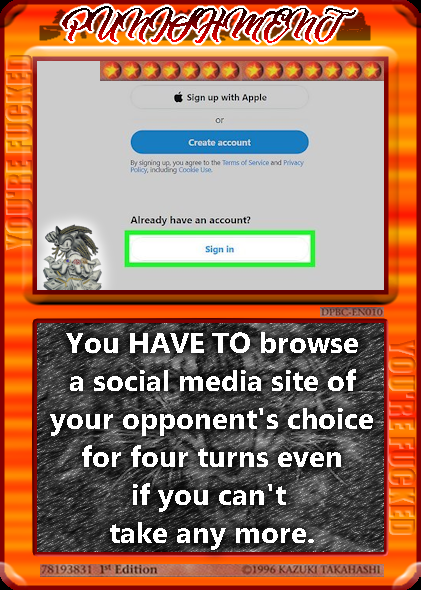 PUNISHMENT
YOU'RE FUCKED
Sign up with Apple
or
Create account
By signing up, you agree to the Terms of Service and Privacy
Policy, including Cookie Use.
Already have an account?
Sign in
DPBC-EN010
You HAVE TO browse
a social media site of
your opponent's choice
for four turns even
if you can't
take any more.
YOU'RE FUCKED
78193831 1st Edition
©1996 KAZUKI TAKAHASHI